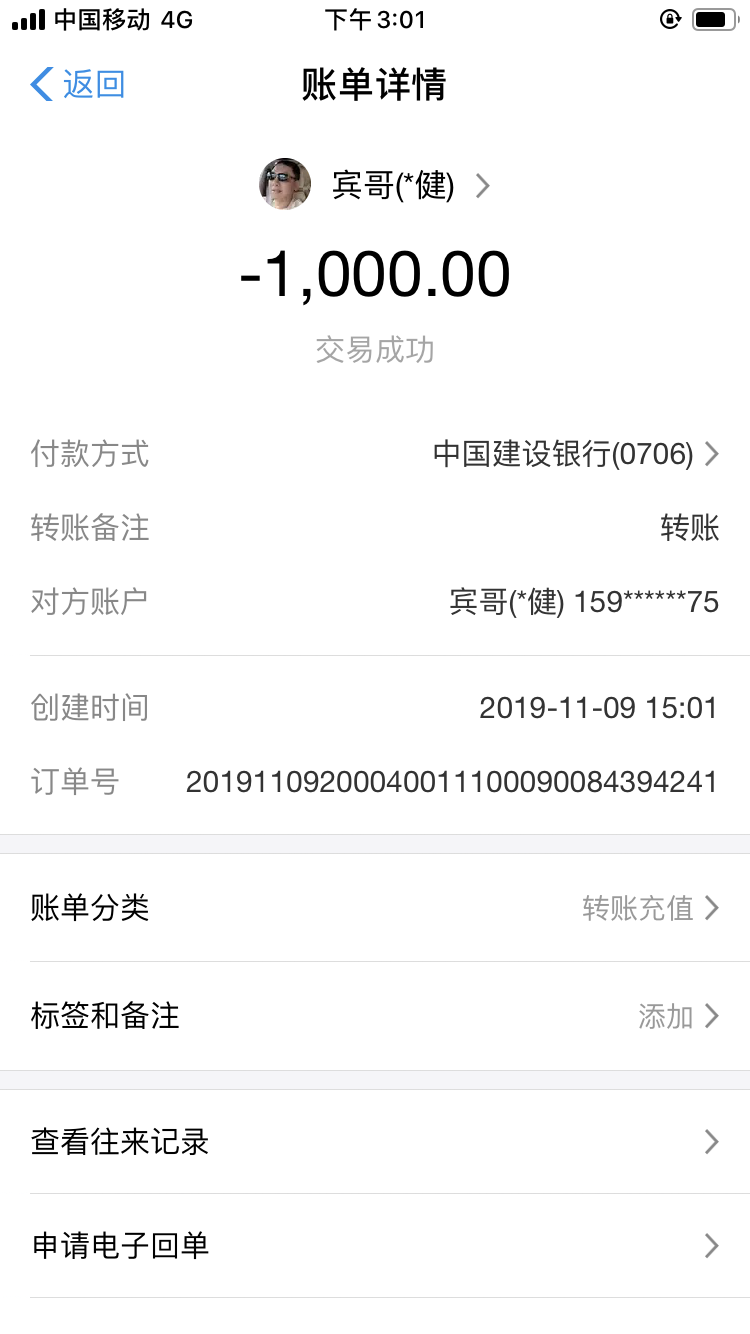 中国移动 4G 下午 3:01
返回 账单详情
宾哥(*健)
-1,000.00
交易成功
付款方式 中国建设银行(0706)
转账备注 转账
对方账户 宾哥(*健) 159******75
创建时间 2019-11-09 15:01
订单号 20191109200040011100090084394241
账单分类 转账充值
标签和备注 添加
查看往来记录
申请电子回单